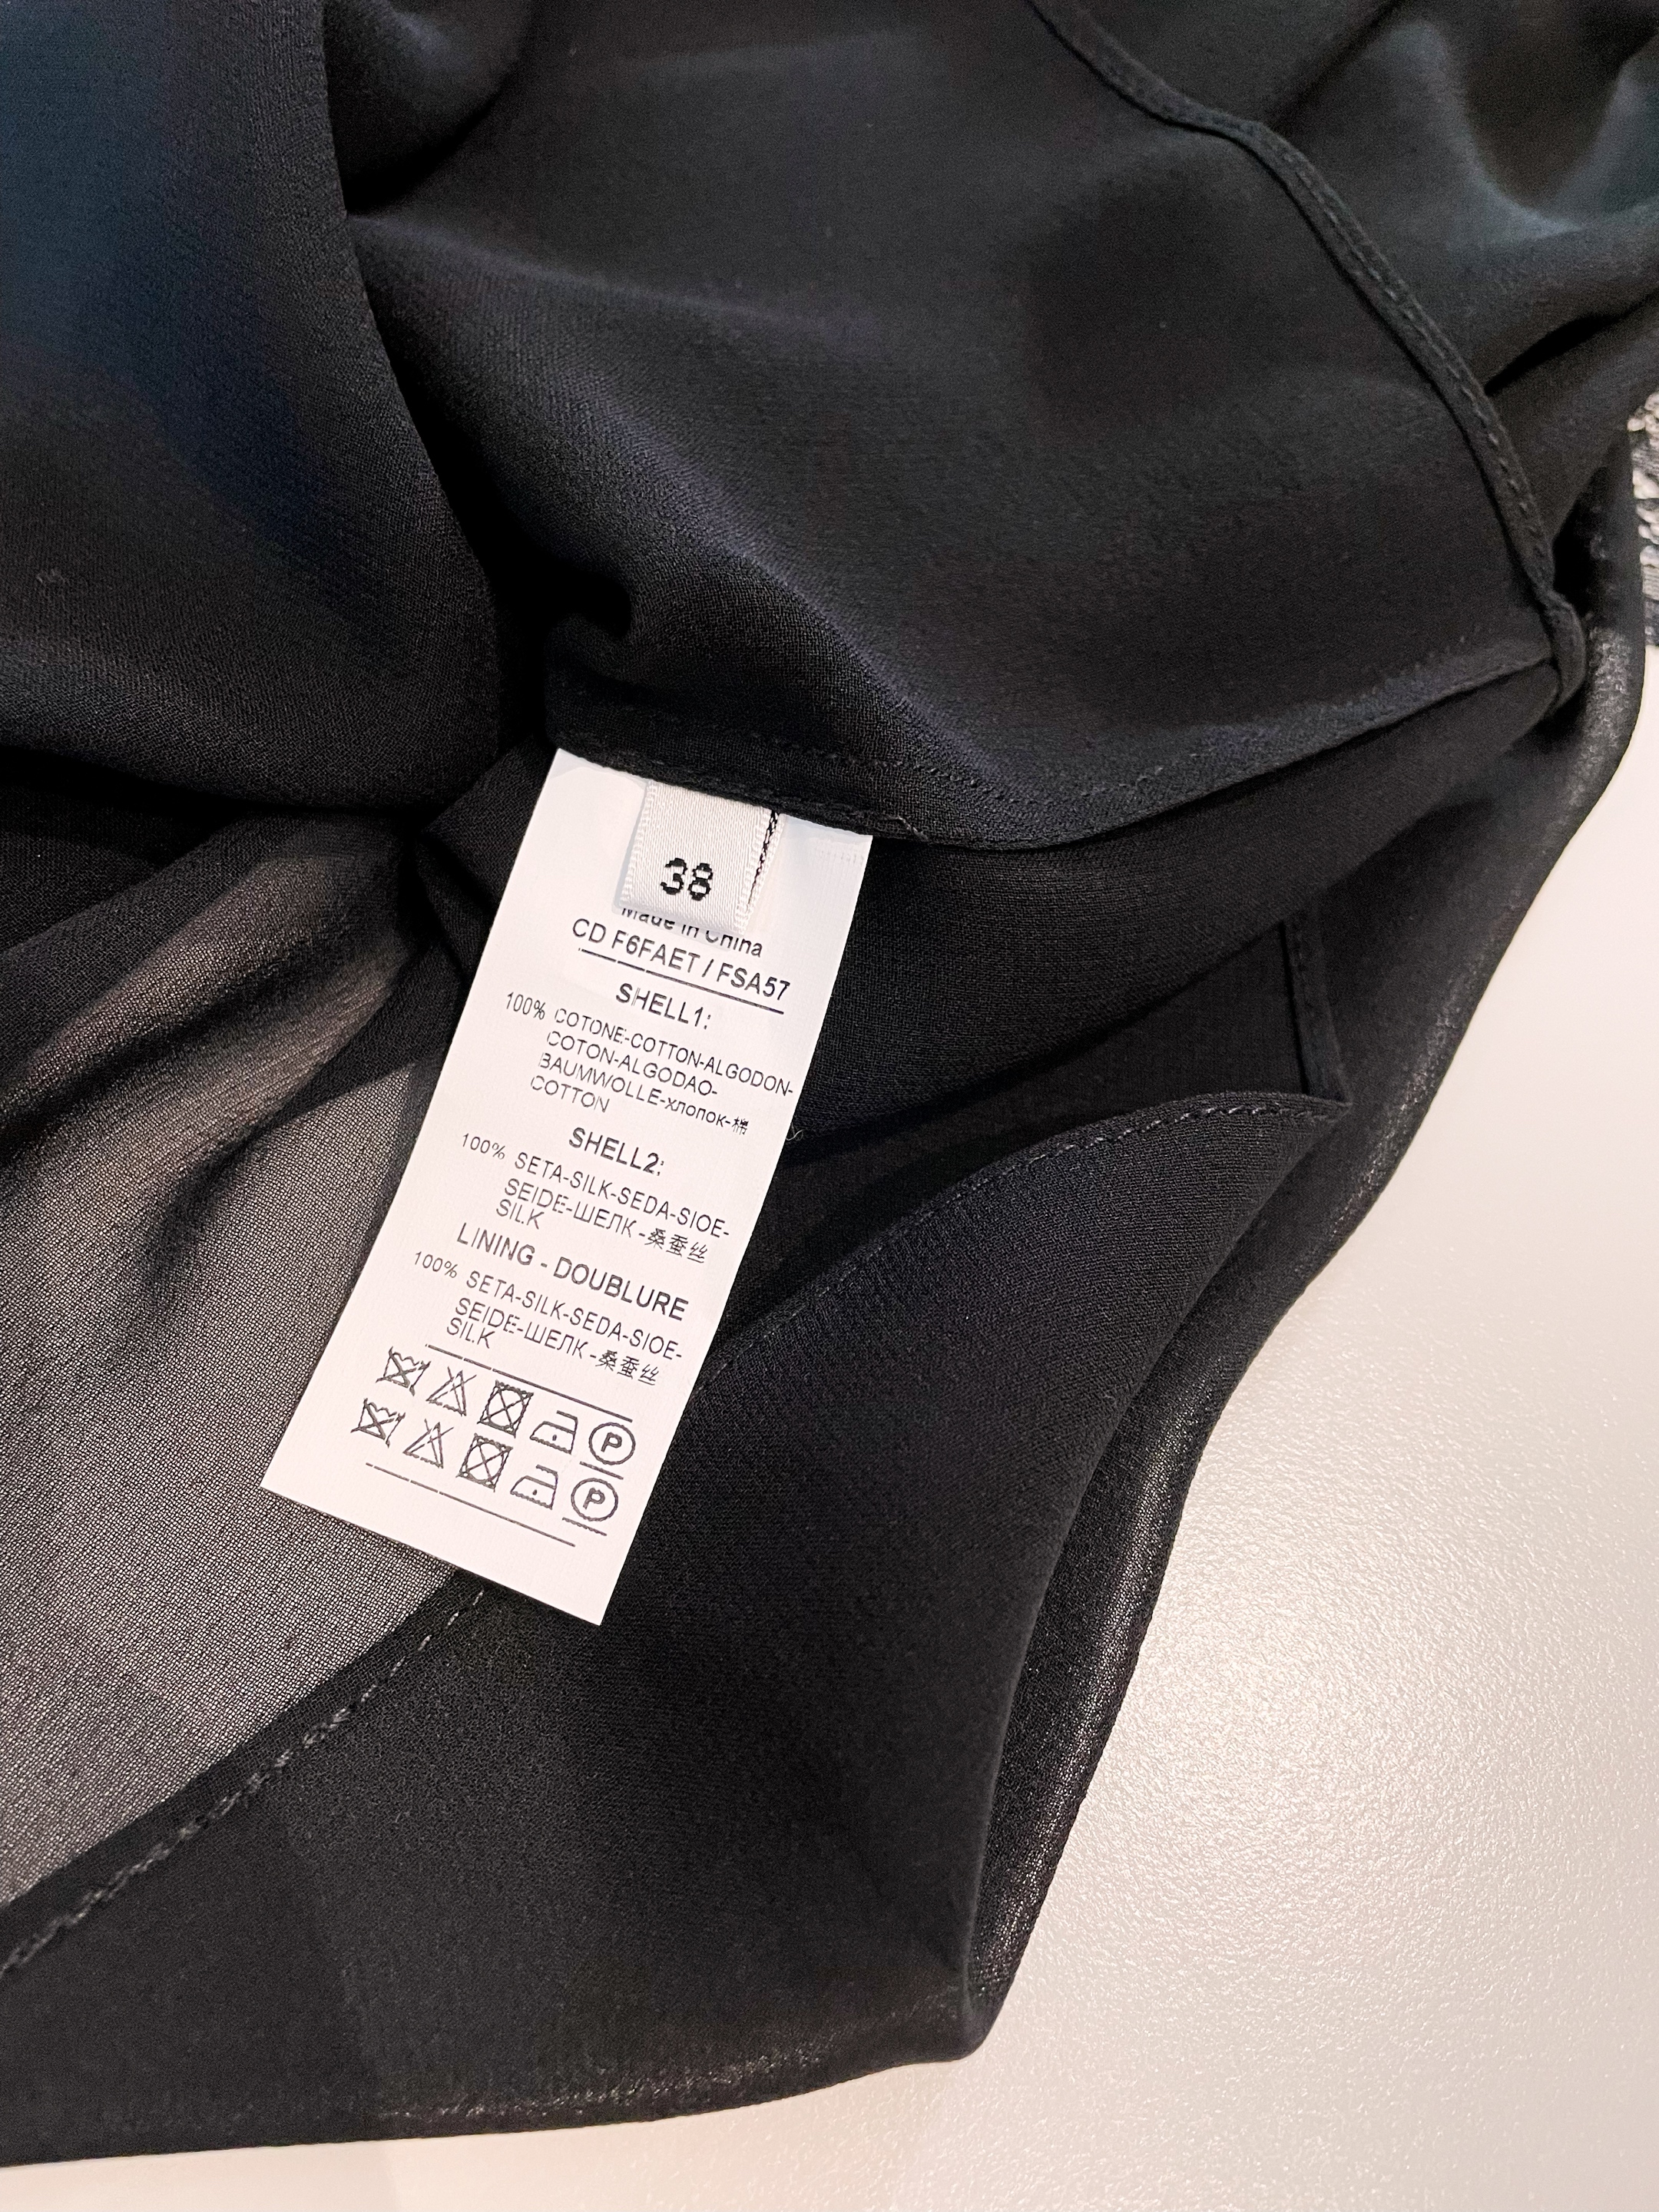 38
Made in China
CD F6FAET / FSA57
SHELL1:
100% COTONE-COTTON-ALGODON-
COTON-ALGODAO-
BAUMWOLLE-хлопок-棉
COTTON
SHELL2:
100% SETA-SILK-SEDA-SIOE-
SEIDE-ШЕЛК-桑蚕丝
SILK
LINING - DOUBLURE
100% SETA-SILK-SEDA-SIOE-
SEIDE-ШЕЛК-桑蚕丝
SILK
P
P